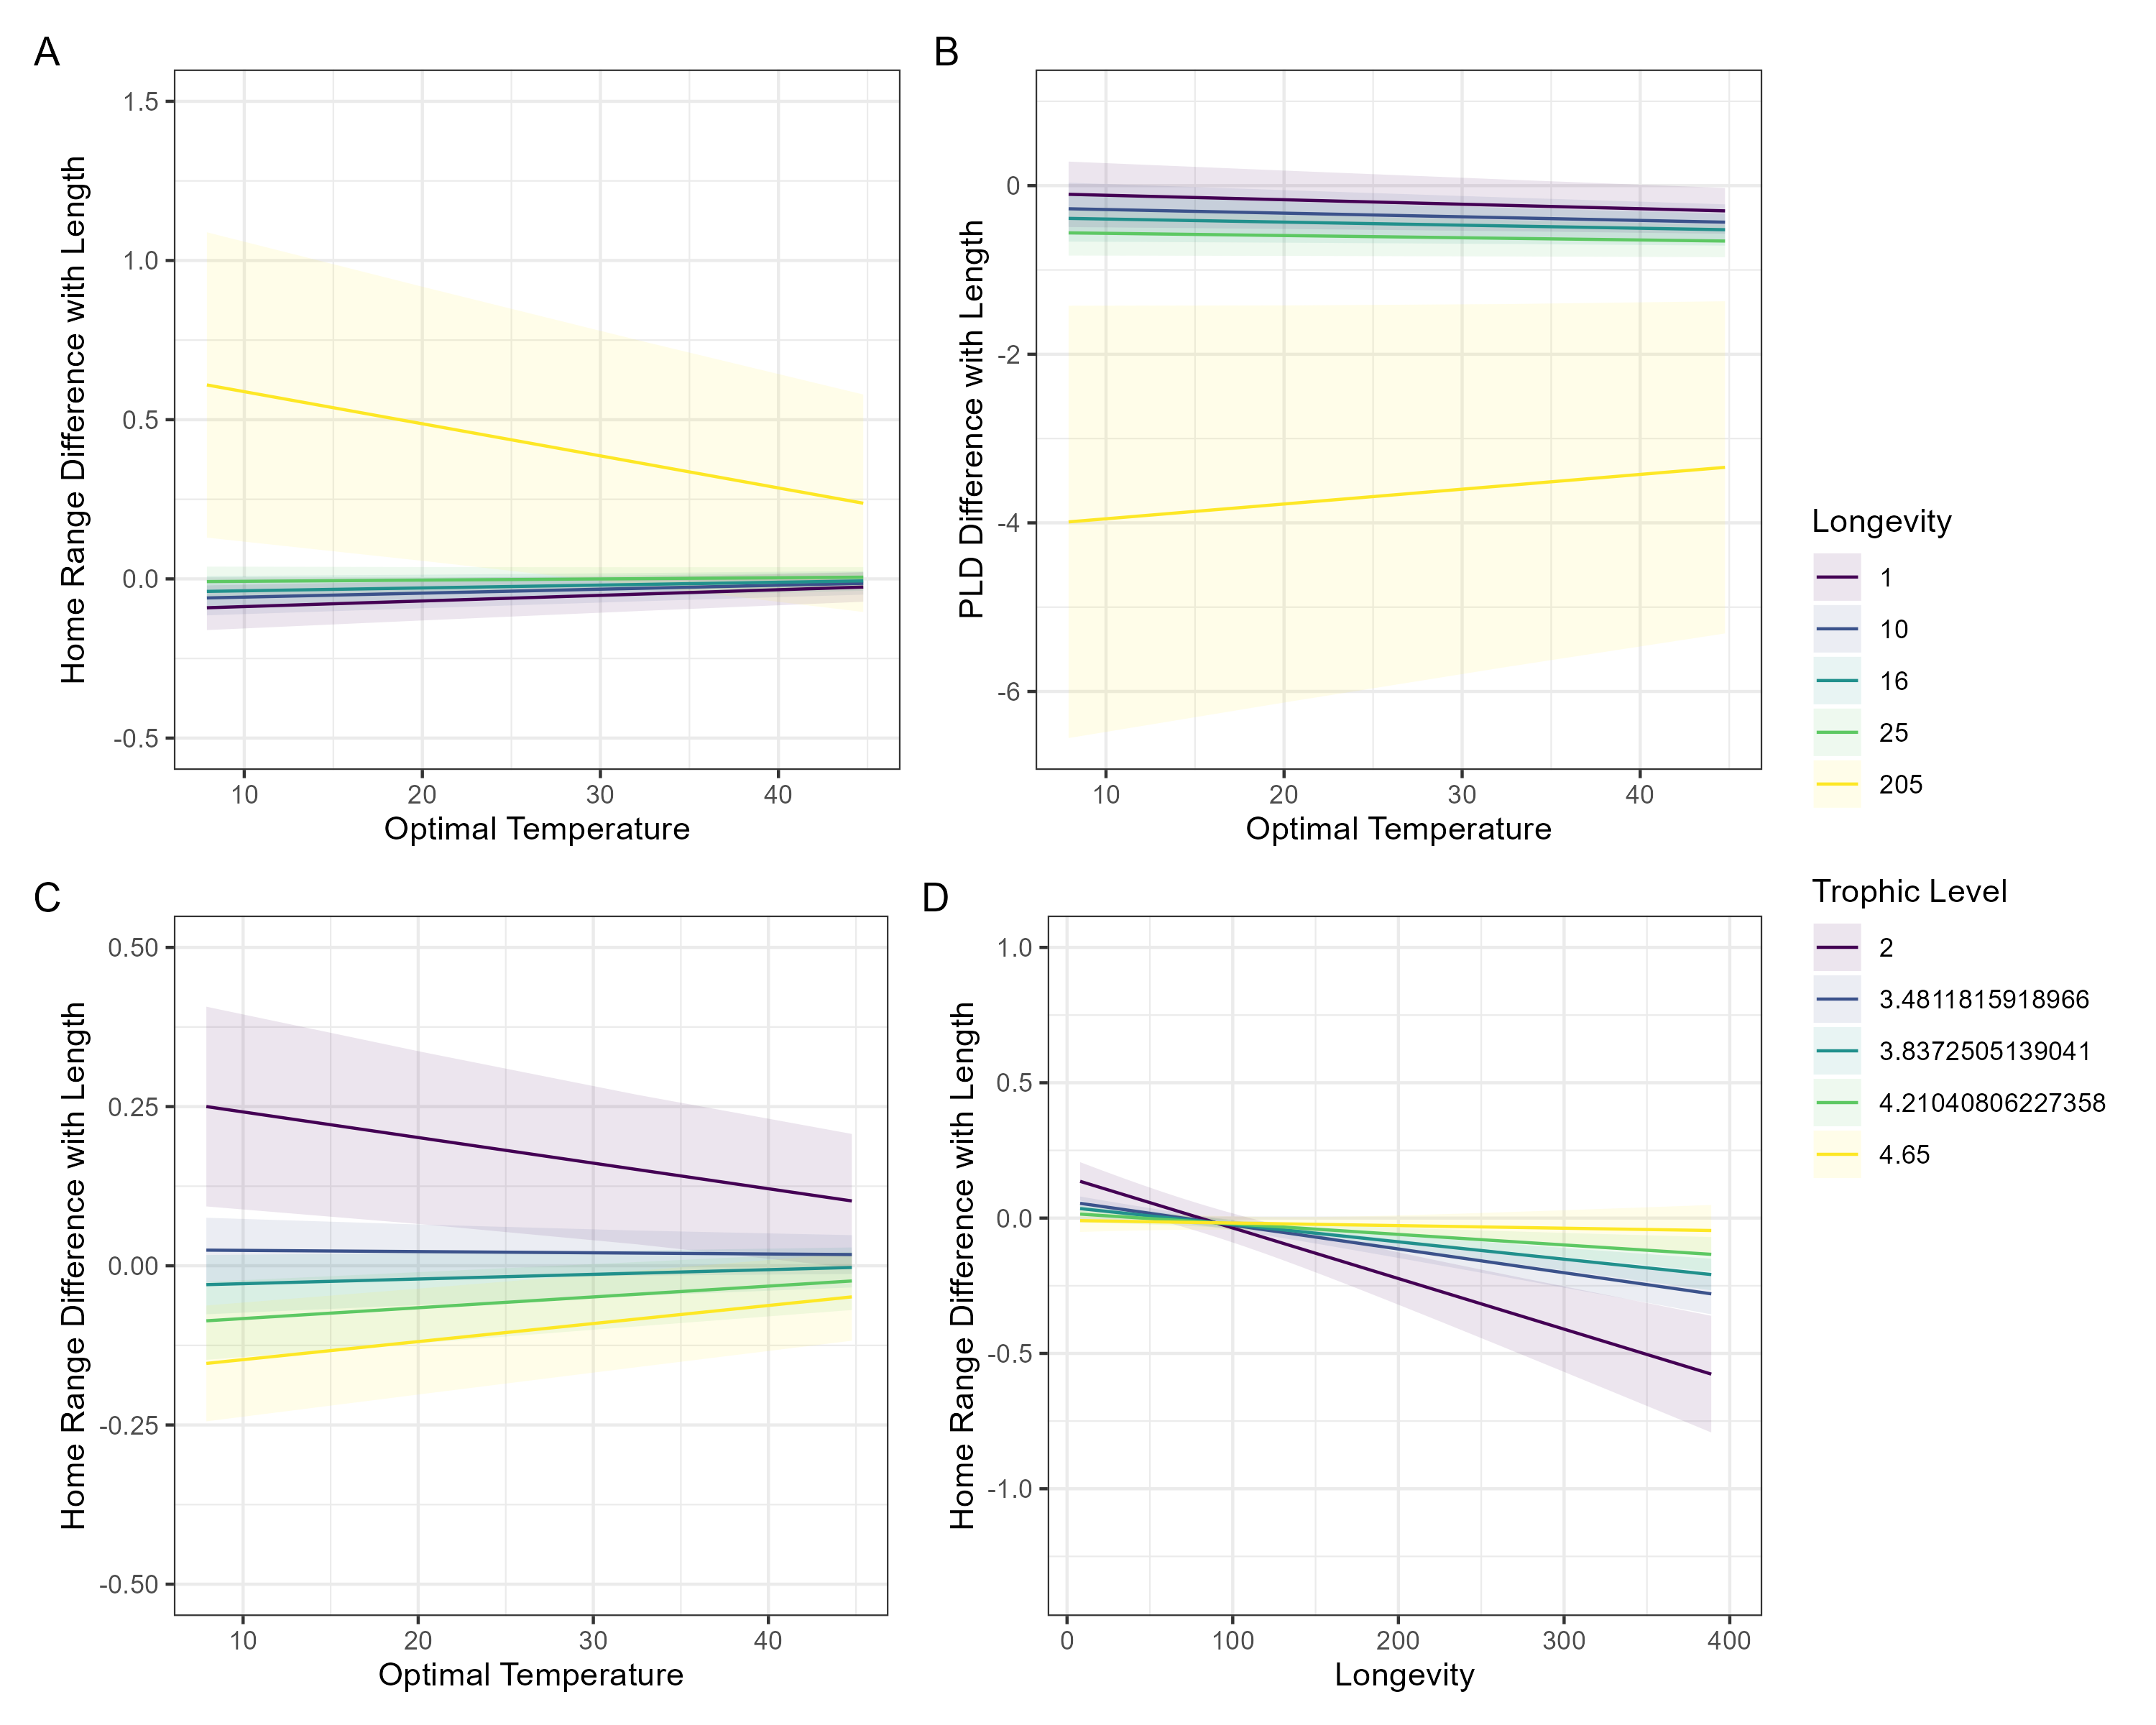 A
1.5
1.0
0.5
0.0
-0.5
Home Range Difference with Length
10 20 30 40
Optimal Temperature
B
0
-2
-4
-6
PLD Difference with Length
10 20 30 40
Optimal Temperature
Longevity
1
10
16
25
205
C
0.50
0.25
0.00
-0.25
-0.50
Home Range Difference with Length
10 20 30 40
Optimal Temperature
D
1.0
0.5
0.0
-0.5
-1.0
Home Range Difference with Length
0 100 200 300 400
Longevity
Trophic Level
2
3.4811815918966
3.8372505139041
4.21040806227358
4.65